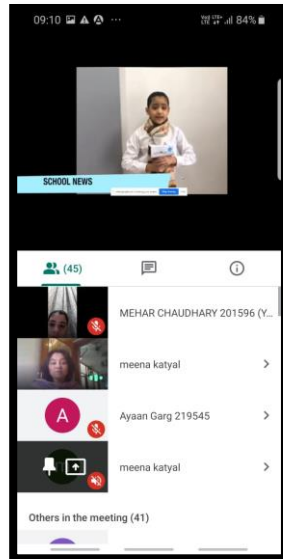 09:10
84%
SCHOOL NEWS
(45)
MEHAR CHAUDHARY 201596 (Y...
meena katyal
A
Ayaan Garg 219545
meena katyal
Others in the meeting (41)